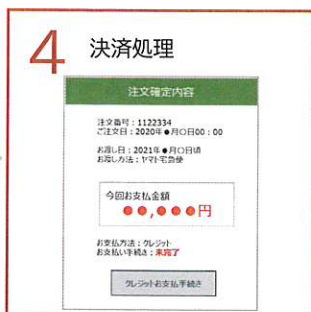 4 決済処理
注文確定内容
注文番号：1122334
ご注文日：2020年●月○日00：00
お渡し日：2021年●月○日頃
お渡し方法：ヤマト宅急便
今回お支払金額
●●,●●●円
お支払方法：クレジット
お支払い手続き：未完了
クレジットお支払手続き